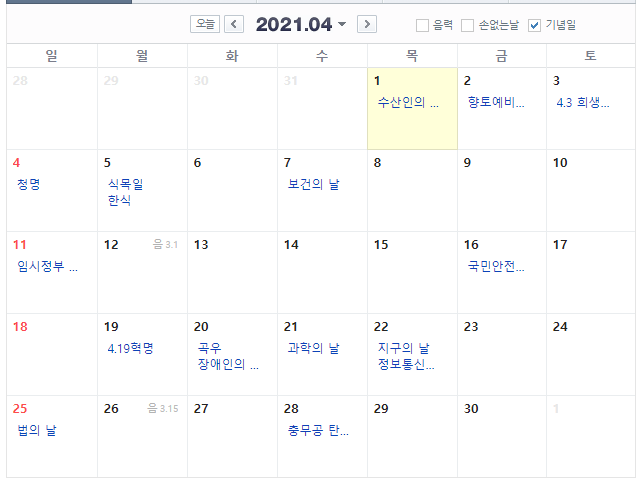 오늘 < 2021.04 > 음력 손없는날 기념일
일 월 화 수 목 금 토
28 29 30 31 1 2 3
수산인의 ... 향토예비... 4.3 희생...
4 5 6 7 8 9 10
청명 식목일 보건의 날
한식
11 12 음 3.1 13 14 15 16 17
임시정부 ... 국민안전...
18 19 20 21 22 23 24
4.19혁명 곡우 과학의 날 지구의 날
장애인의 ... 정보통신...
25 26 음 3.15 27 28 29 30 1
법의 날 충무공 탄...